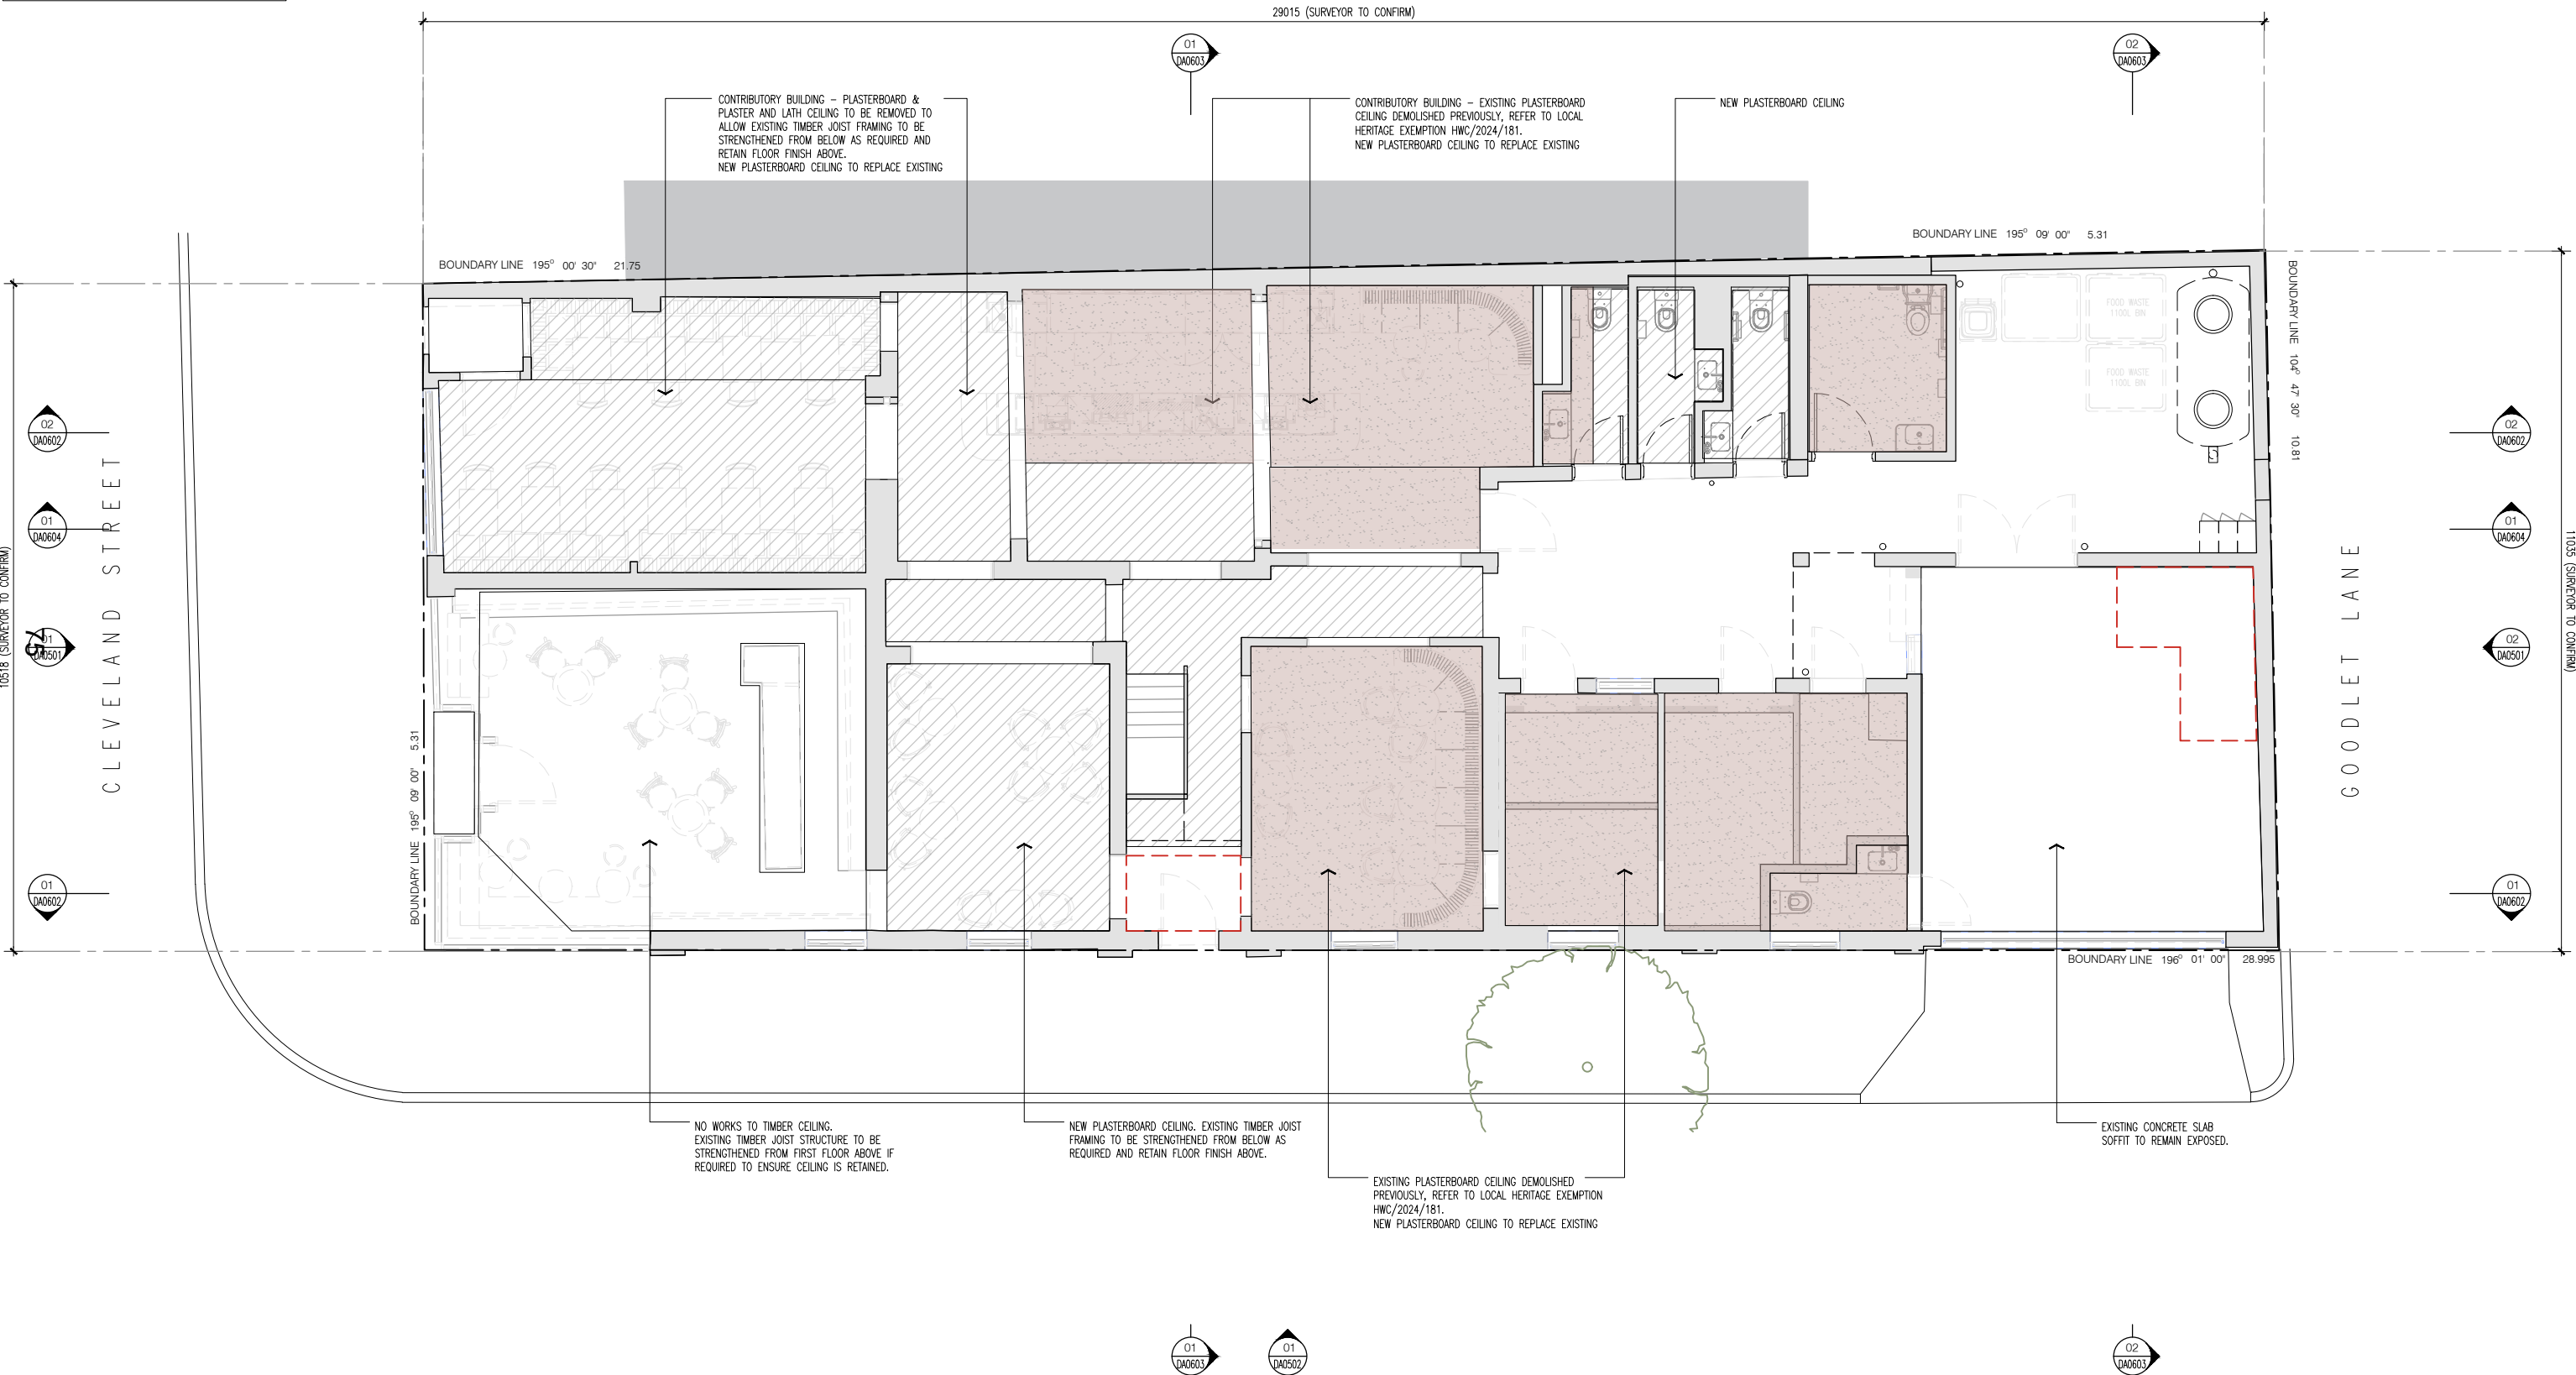 29015 (SURVEYOR TO CONFIRM)
01
DA0603
02
DA0603
CONTRIBUTORY BUILDING - PLASTERBOARD &
PLASTER AND LATH CEILING TO BE REMOVED TO
ALLOW EXISTING TIMBER JOIST FRAMING TO BE
STRENGTHENED FROM BELOW AS REQUIRED AND
RETAIN FLOOR FINISH ABOVE.
NEW PLASTERBOARD CEILING TO REPLACE EXISTING
CONTRIBUTORY BUILDING - EXISTING PLASTERBOARD
CEILING DEMOLISHED PREVIOUSLY, REFER TO LOCAL
HERITAGE EXEMPTION HWC/2024/181.
NEW PLASTERBOARD CEILING TO REPLACE EXISTING
NEW PLASTERBOARD CEILING
BOUNDARY LINE 195° 00' 30" 21.75
BOUNDARY LINE 195° 09' 00" 5.31
BOUNDARY LINE 104° 47' 30" 10.81
FOOD WASTE
1100L BIN
FOOD WASTE
1100L BIN
02
DA0602
01
DA0604
01
DA0501
75
01
DA0602
CLEVELAND STREET
10518 (SURVEYOR TO CONFIRM)
BOUNDARY LINE 195° 09' 00" 5.31
02
DA0602
01
DA0604
02
DA0501
01
DA0602
GOODLET LANE
11035 (SURVEYOR TO CONFIRM)
BOUNDARY LINE 196° 01' 00" 28.995
NO WORKS TO TIMBER CEILING.
EXISTING TIMBER JOIST STRUCTURE TO BE
STRENGTHENED FROM FIRST FLOOR ABOVE IF
REQUIRED TO ENSURE CEILING IS RETAINED.
NEW PLASTERBOARD CEILING. EXISTING TIMBER JOIST
FRAMING TO BE STRENGTHENED FROM BELOW AS
REQUIRED AND RETAIN FLOOR FINISH ABOVE.
EXISTING PLASTERBOARD CEILING DEMOLISHED
PREVIOUSLY, REFER TO LOCAL HERITAGE EXEMPTION
HWC/2024/181.
NEW PLASTERBOARD CEILING TO REPLACE EXISTING
EXISTING CONCRETE SLAB
SOFFIT TO REMAIN EXPOSED.
01
DA0603
01
DA0502
02
DA0603